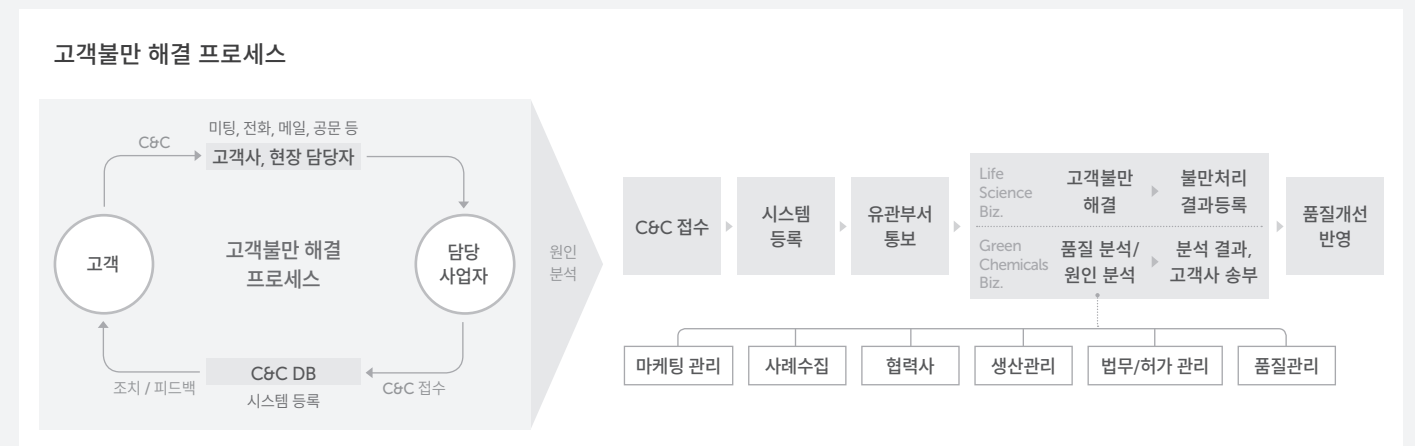 고객불만 해결 프로세스
미팅, 전화, 메일, 공문 등
C&C
고객사, 현장 담당자
고객
고객불만 해결
프로세스
담당
사업자
원인
분석
C&C DB
시스템 등록
조치 / 피드백
C&C 접수
C&C 접수
시스템
등록
유관부서
통보
Life
Science
Biz.
고객불만
해결
불만처리
결과등록
Green
Chemicals
Biz.
품질 분석/
원인 분석
분석 결과,
고객사 송부
품질개선
반영
마케팅 관리
사례수집
협력사
생산관리
법무/허가 관리
품질관리